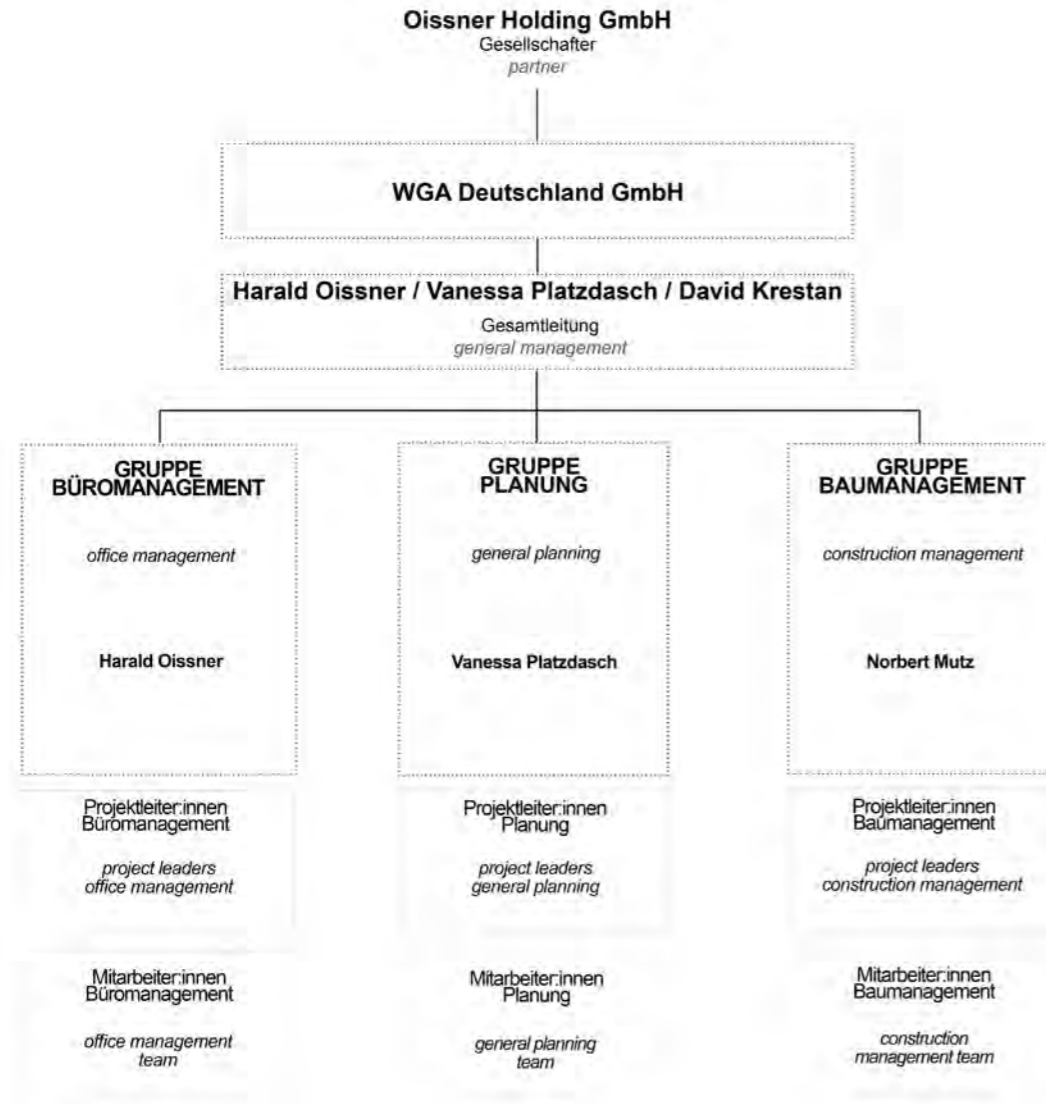 Oissner Holding GmbH
Gesellschafter
partner
WGA Deutschland GmbH
Harald Oissner / Vanessa Platzdasch / David Krestan
Gesamtleitung
general management
GRUPPE
BÜROMANAGEMENT
office management
Harald Oissner
GRUPPE
PLANUNG
general planning
Vanessa Platzdasch
GRUPPE
BAUMANAGEMENT
construction management
Norbert Mutz
Projektleiter:innen
Büromanagement
project leaders
office management
Projektleiter:innen
Planung
project leaders
general planning
Projektleiter:innen
Baumanagement
project leaders
construction management
Mitarbeiter:innen
Büromanagement
office management
team
Mitarbeiter:innen
Planung
general planning
team
Mitarbeiter:innen
Baumanagement
construction
management team